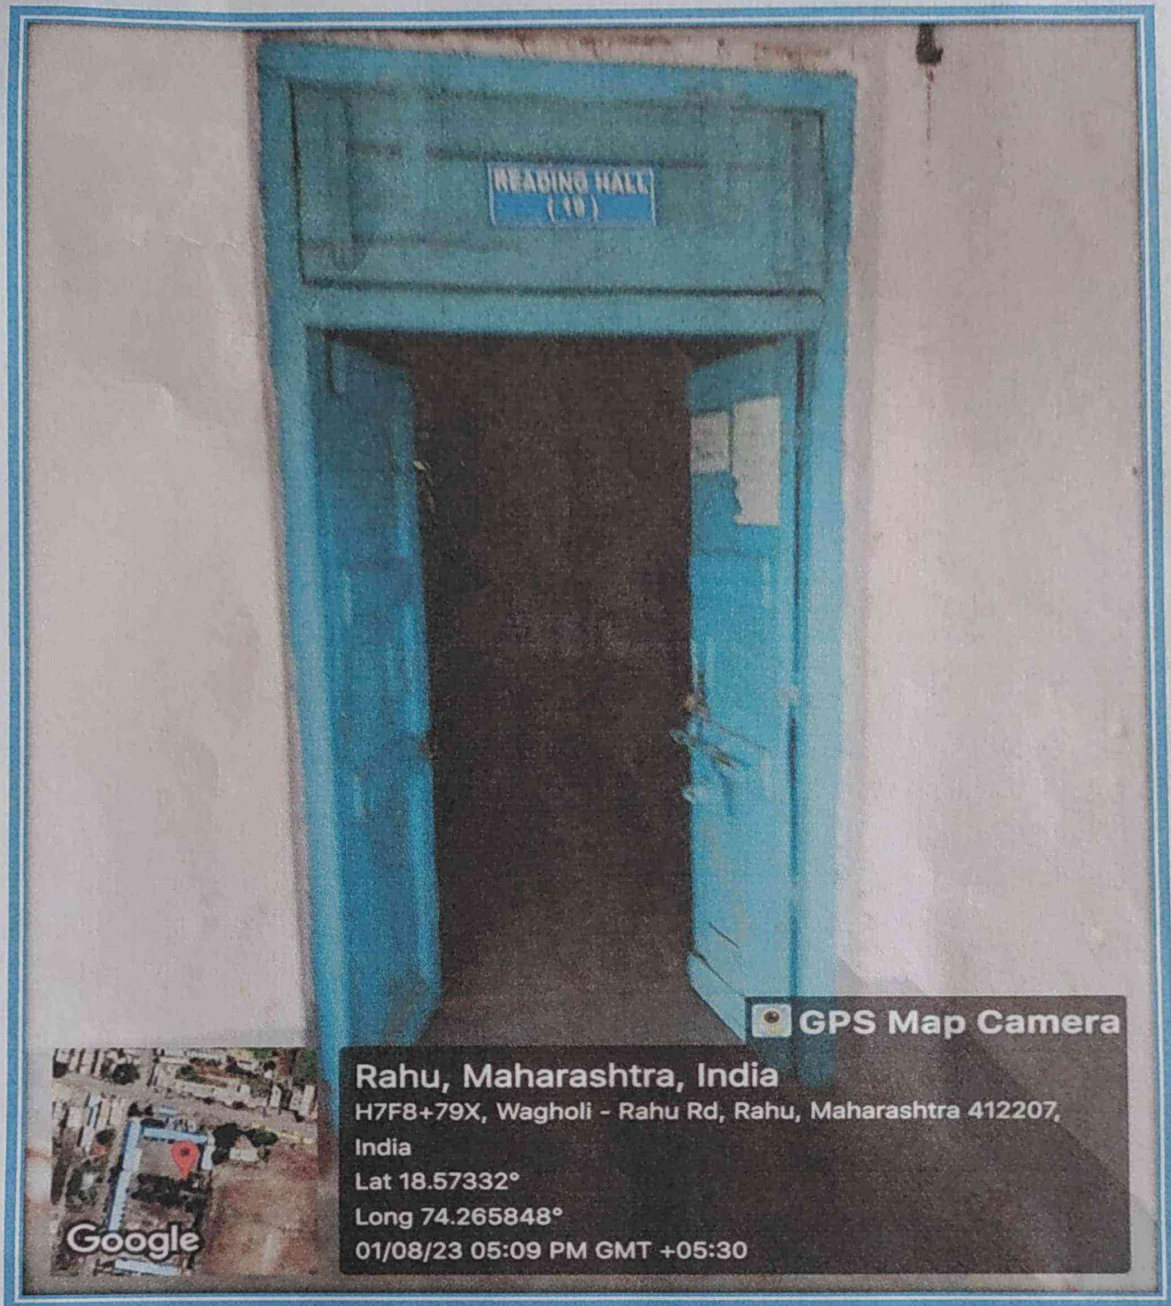 READING HALL
GPS Map Camera
Rahu, Maharashtra, India
H7F8+79X, Wagholi - Rahu Rd, Rahu, Maharashtra 412207,
India
Lat 18.57332°
Long 74.265848°
01/08/23 05:09 PM GMT +05:30
Google